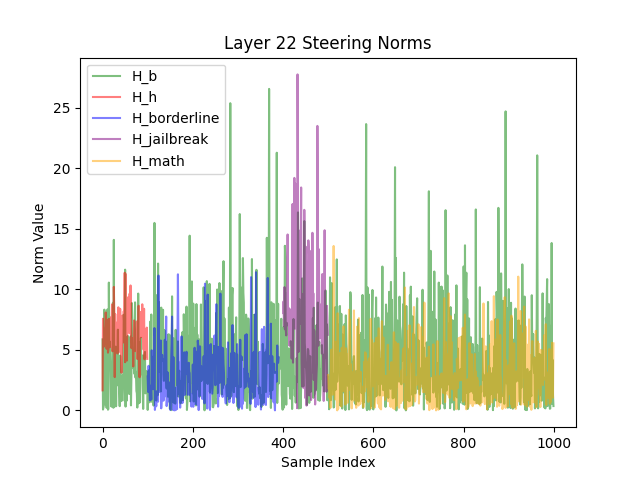 Layer 22 Steering Norms
H_b
H_h
H_borderline
H_jailbreak
H_math
Norm Value
25
20
15
10
5
0
0 200 400 600 800 1000
Sample Index